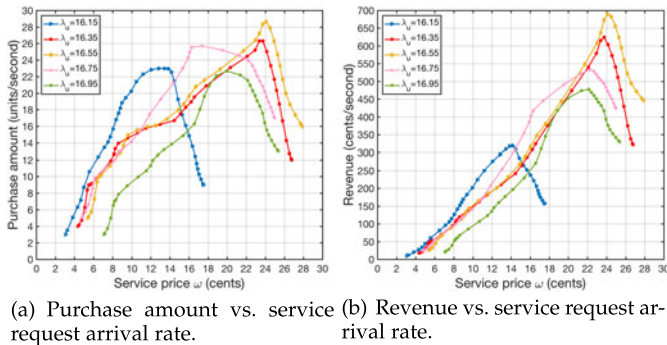 λu=16.15
λu=16.35
λu=16.55
λu=16.75
λu=16.95
Purchase amount (units/second)
30
28
26
24
22
20
18
16
14
12
10
8
6
4
2
0
0 2 4 6 8 10 12 14 16 18 20 22 24 26 28 30
Service price ω (cents)
(a) Purchase amount vs. service
request arrival rate.
λu=16.15
λu=16.35
λu=16.55
λu=16.75
λu=16.95
Revenue (cents/second)
700
650
600
550
500
450
400
350
300
250
200
150
100
50
0
0 2 4 6 8 10 12 14 16 18 20 22 24 26 28 30
Service price ω (cents)
(b) Revenue vs. service request ar-
rival rate.